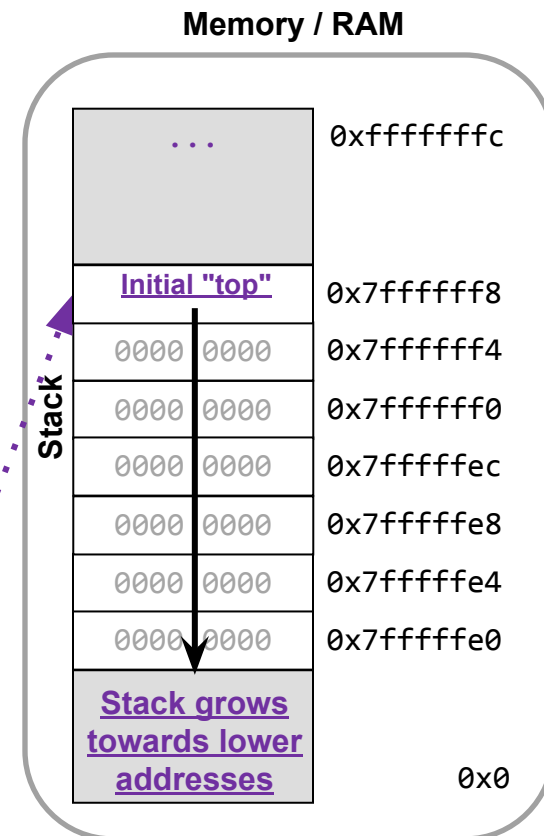 Memory / RAM
... 0xfffffffc
Initial "top" 0x7ffffff8
0000 0000 0x7ffffff4
0000 0000 0x7ffffff0
0000 0000 0x7fffffec
0000 0000 0x7fffffe8
0000 0000 0x7fffffe4
0000 0000 0x7fffffe0
Stack
Stack grows
towards lower
addresses 0x0